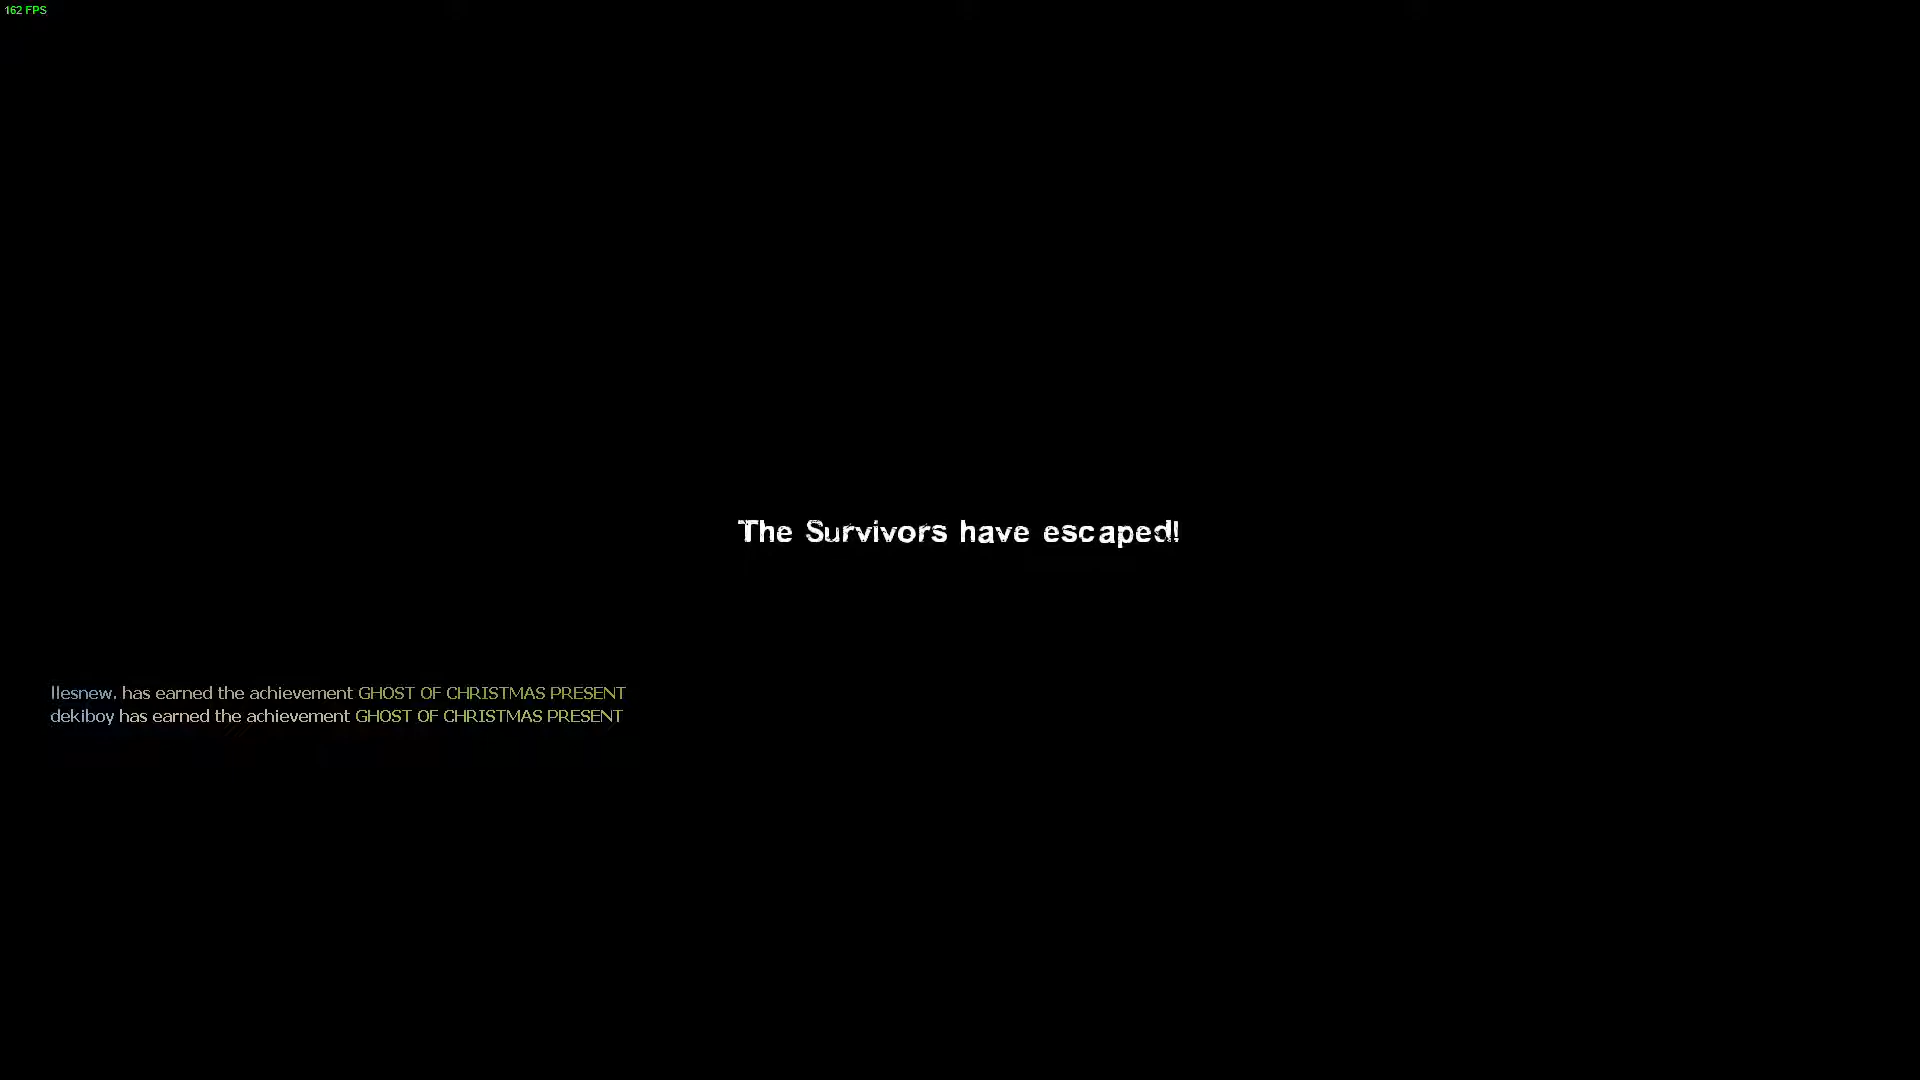 162 FPS
The Survivors have escaped!
llesnew. has earned the achievement GHOST OF CHRISTMAS PRESENT
dekiboy has earned the achievement GHOST OF CHRISTMAS PRESENT